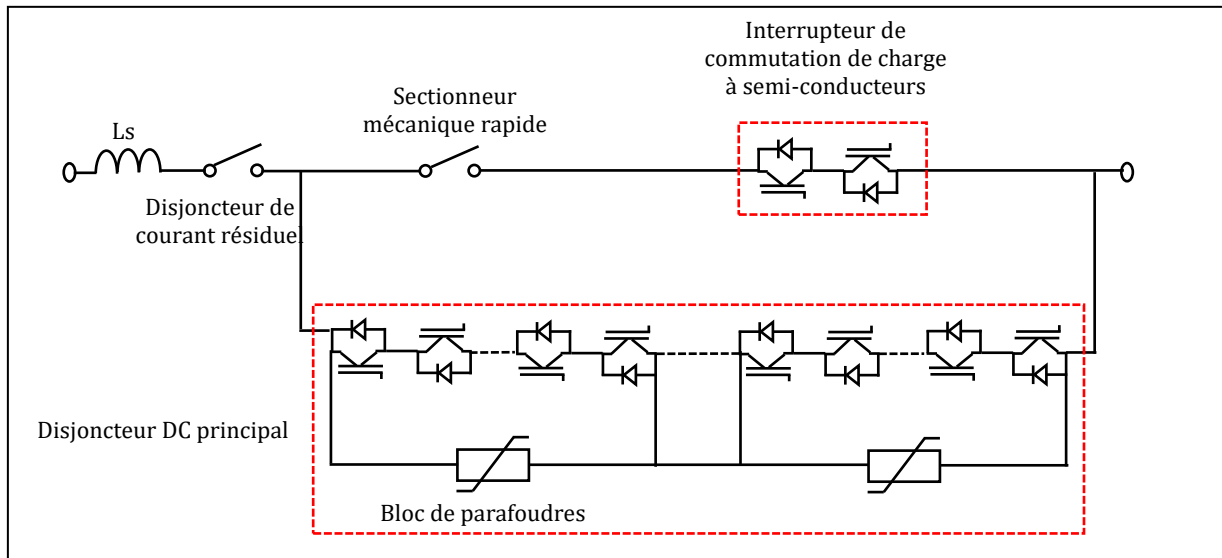 Interrupteur de
commutation de charge
à semi-conducteurs
Sectionneur
mécanique rapide
Ls
Disjoncteur de
courant résiduel
Disjoncteur DC principal
Bloc de parafoudres